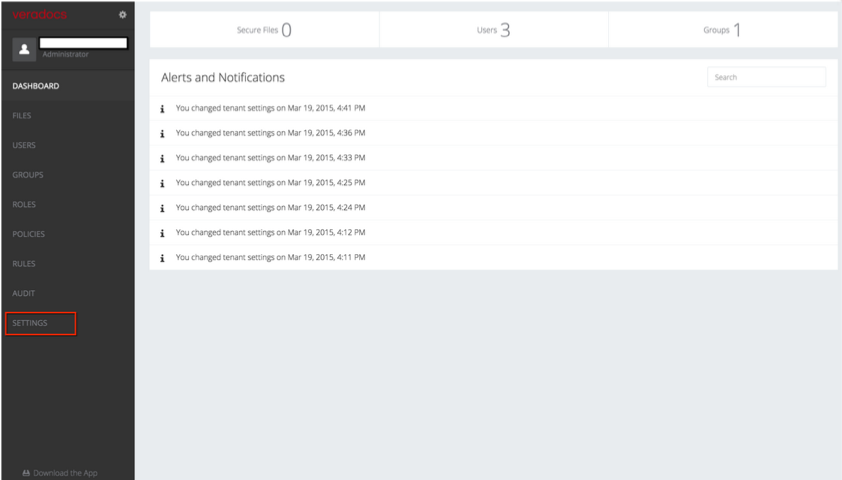 veradocs
Administrator
DASHBOARD
FILES
USERS
GROUPS
ROLES
POLICIES
RULES
AUDIT
SETTINGS
Download the App
Secure Files 0
Users 3
Groups 1
Alerts and Notifications
Search
You changed tenant settings on Mar 19, 2015, 4:41 PM
You changed tenant settings on Mar 19, 2015, 4:36 PM
You changed tenant settings on Mar 19, 2015, 4:33 PM
You changed tenant settings on Mar 19, 2015, 4:25 PM
You changed tenant settings on Mar 19, 2015, 4:24 PM
You changed tenant settings on Mar 19, 2015, 4:12 PM
You changed tenant settings on Mar 19, 2015, 4:11 PM